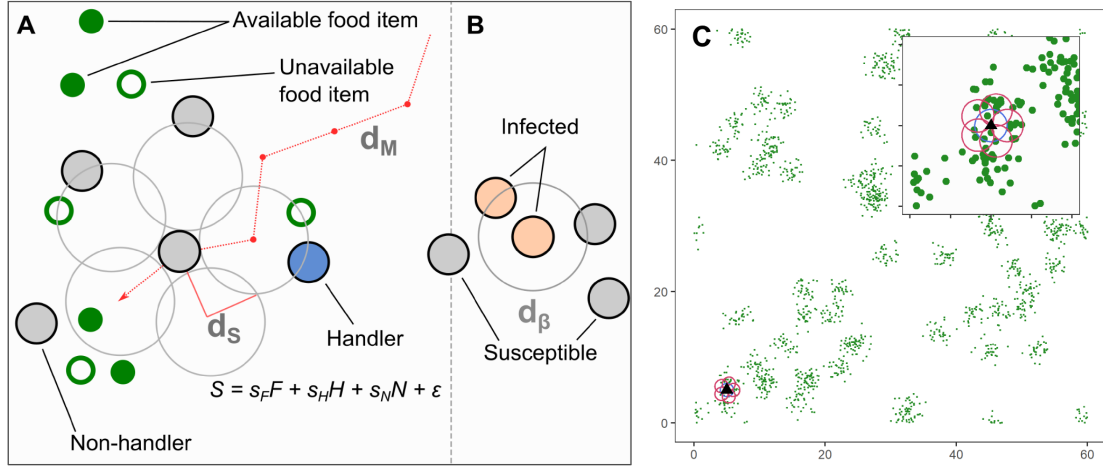 A
Available food item
Unavailable
food item
d_M
d_S
Handler
S = s_F F + s_H H + s_N N + ε
Non-handler
B
Infected
d_β
Susceptible
C
60
40
20
0
0
20
40
60